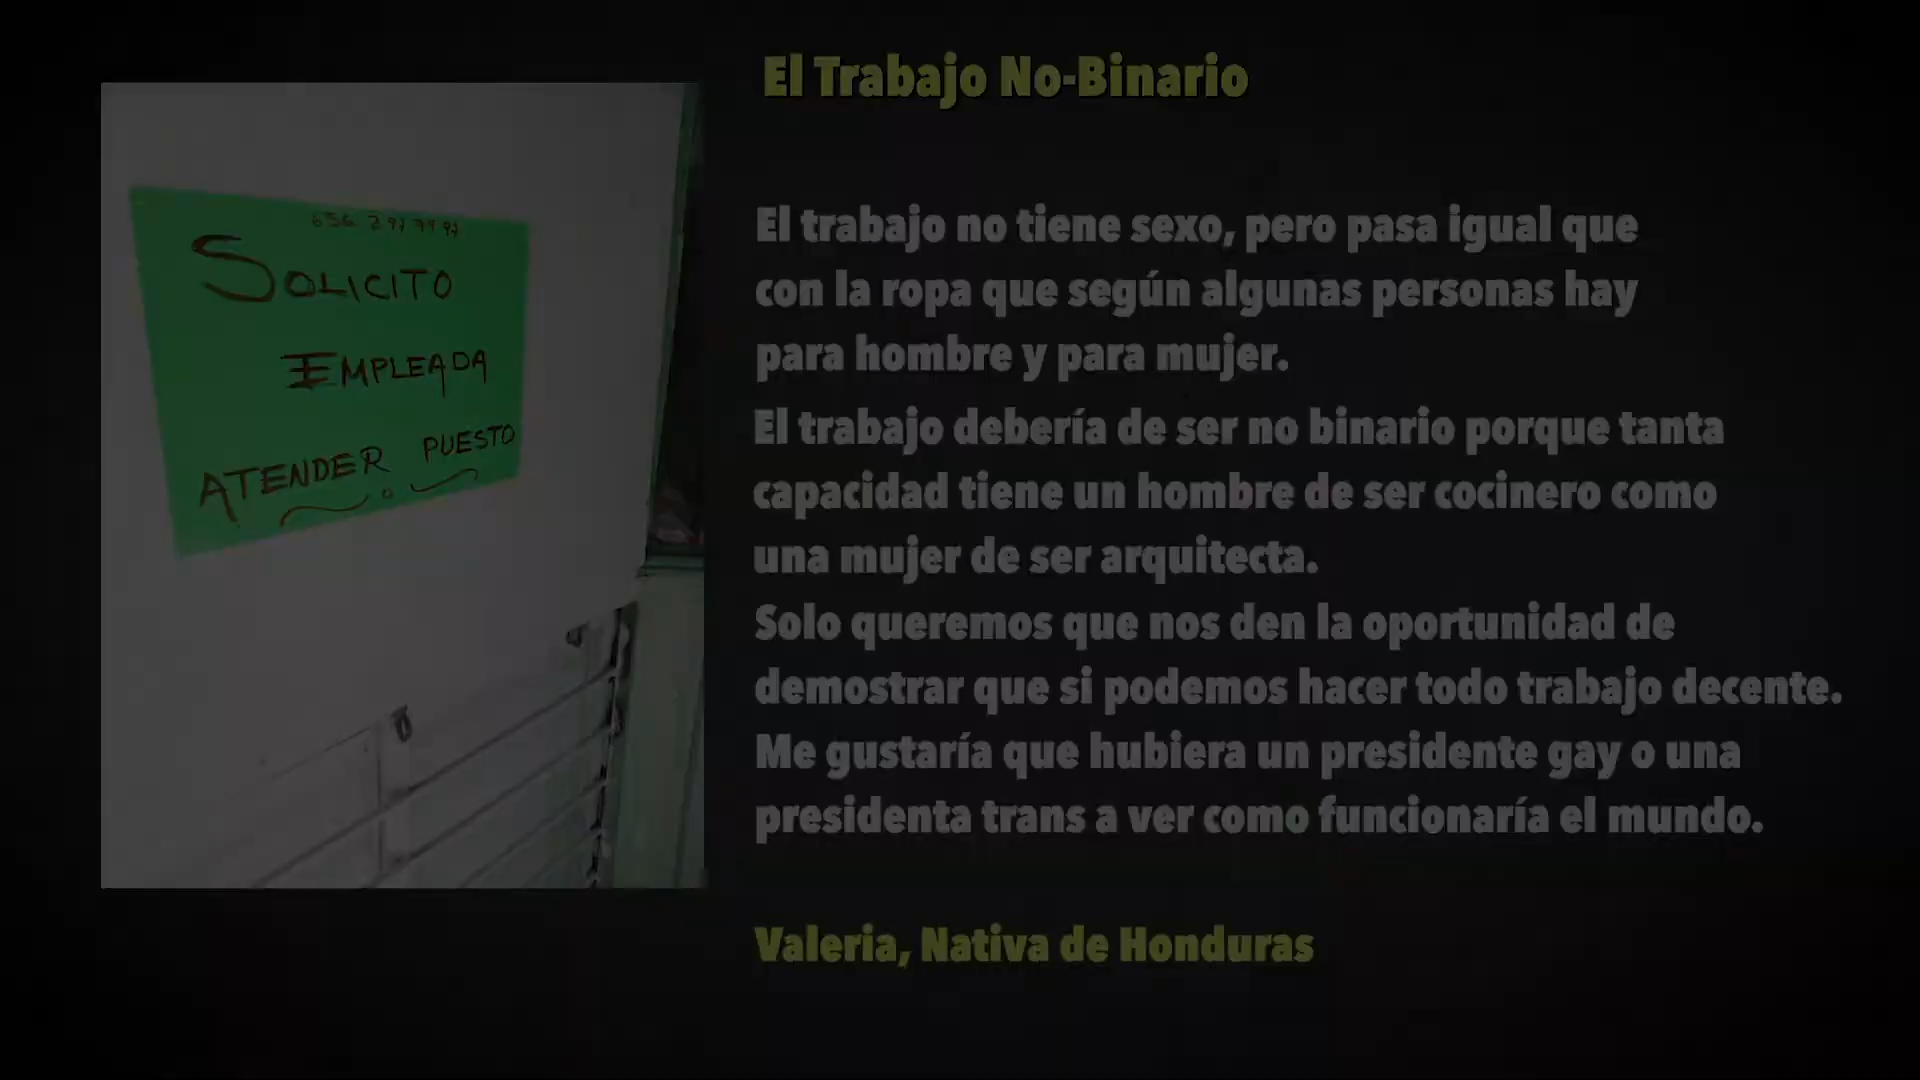 El Trabajo No-Binario
SOLICITO
EMPLEADA
ATENDER PUESTO
El trabajo no tiene sexo, pero pasa igual que
con la ropa que según algunas personas hay
para hombre y para mujer.
El trabajo debería de ser no binario porque tanta
capacidad tiene un hombre de ser cocinero como
una mujer de ser arquitecta.
Solo queremos que nos den la oportunidad de
demostrar que si podemos hacer todo trabajo decente.
Me gustaría que hubiera un presidente gay o una
presidenta trans a ver como funcionaría el mundo.
Valeria, Nativa de Honduras